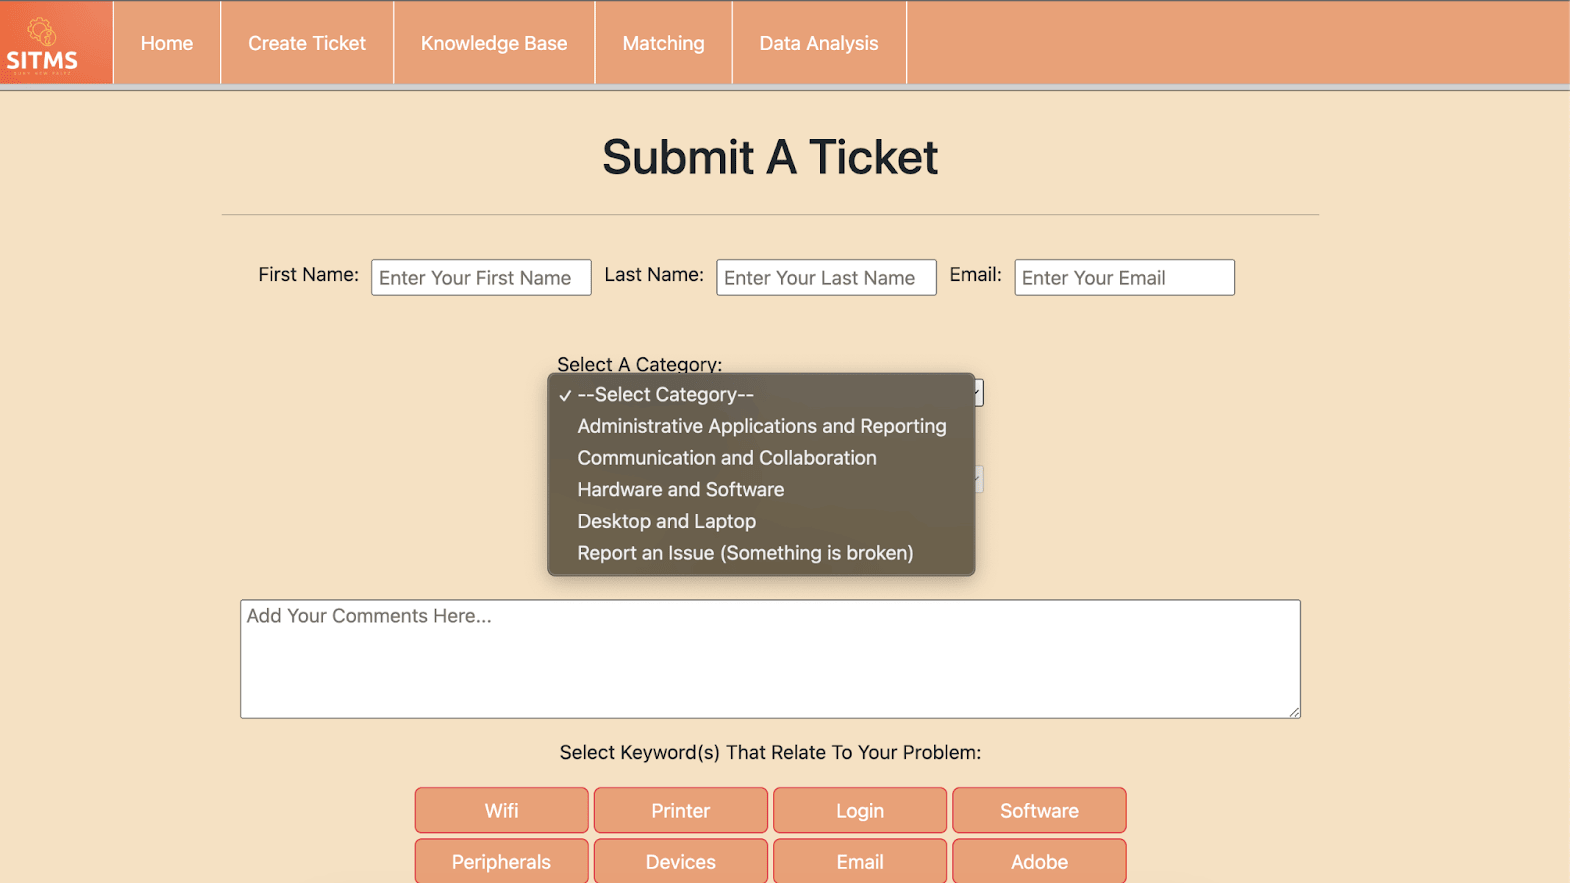 SITMS
Home
Create Ticket
Knowledge Base
Matching
Data Analysis
Submit A Ticket
First Name: Enter Your First Name Last Name: Enter Your Last Name Email: Enter Your Email
Select A Category:
✓ --Select Category--
Administrative Applications and Reporting
Communication and Collaboration
Hardware and Software
Desktop and Laptop
Report an Issue (Something is broken)
Add Your Comments Here...
Select Keyword(s) That Relate To Your Problem:
Wifi Printer Login Software
Peripherals Devices Email Adobe